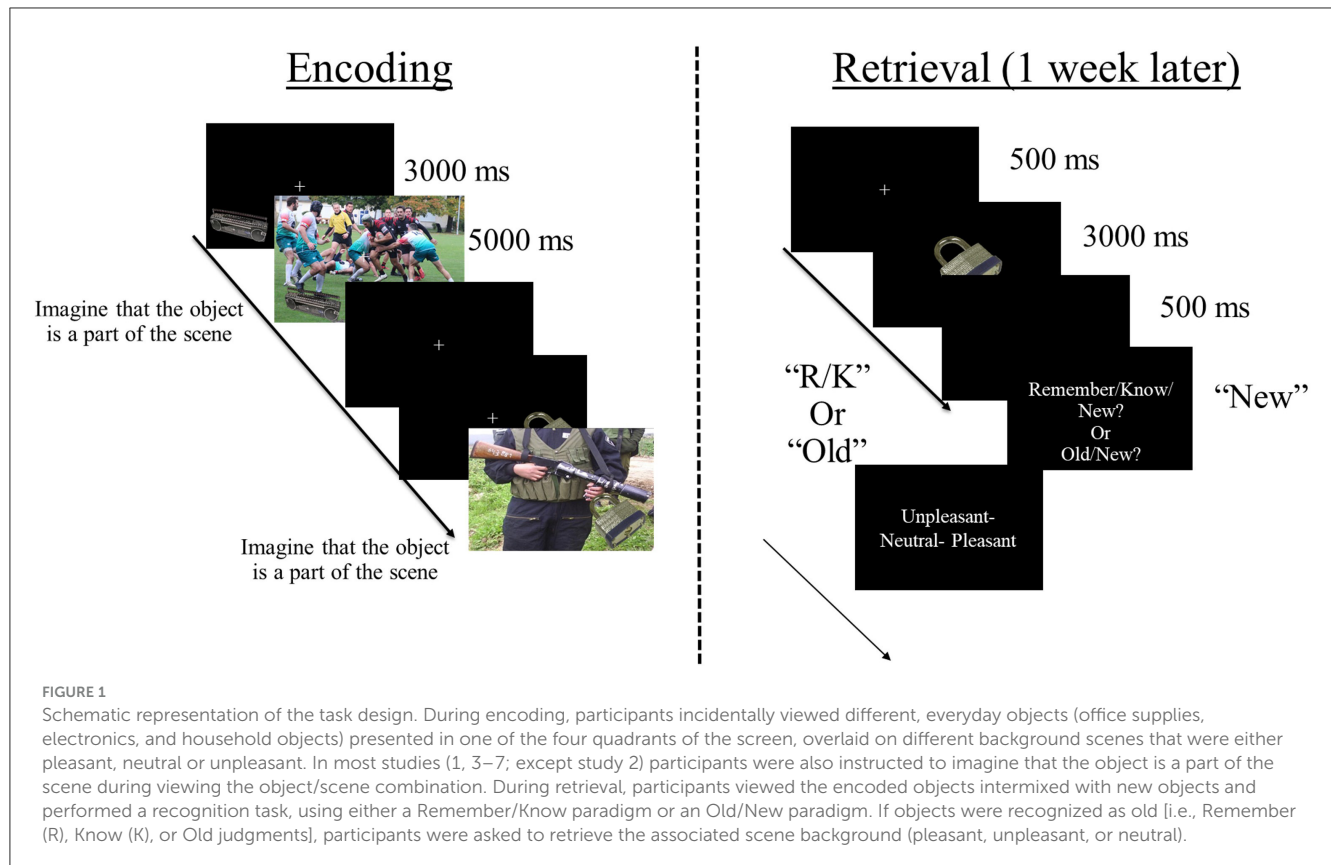 Encoding
3000 ms
5000 ms
Imagine that the object
is a part of the scene
Imagine that the object
is a part of the scene
Retrieval (1 week later)
500 ms
3000 ms
500 ms
“R/K”
Or
“Old”
Remember/Know/
New?
Or
Old/New?
“New”
Unpleasant-
Neutral- Pleasant
FIGURE 1
Schematic representation of the task design. During encoding, participants incidentally viewed different, everyday objects (office supplies,
electronics, and household objects) presented in one of the four quadrants of the screen, overlaid on different background scenes that were either
pleasant, neutral or unpleasant. In most studies (1, 3–7; except study 2) participants were also instructed to imagine that the object is a part of the
scene during viewing the object/scene combination. During retrieval, participants viewed the encoded objects intermixed with new objects and
performed a recognition task, using either a Remember/Know paradigm or an Old/New paradigm. If objects were recognized as old [i.e., Remember
(R), Know (K), or Old judgments], participants were asked to retrieve the associated scene background (pleasant, unpleasant, or neutral).